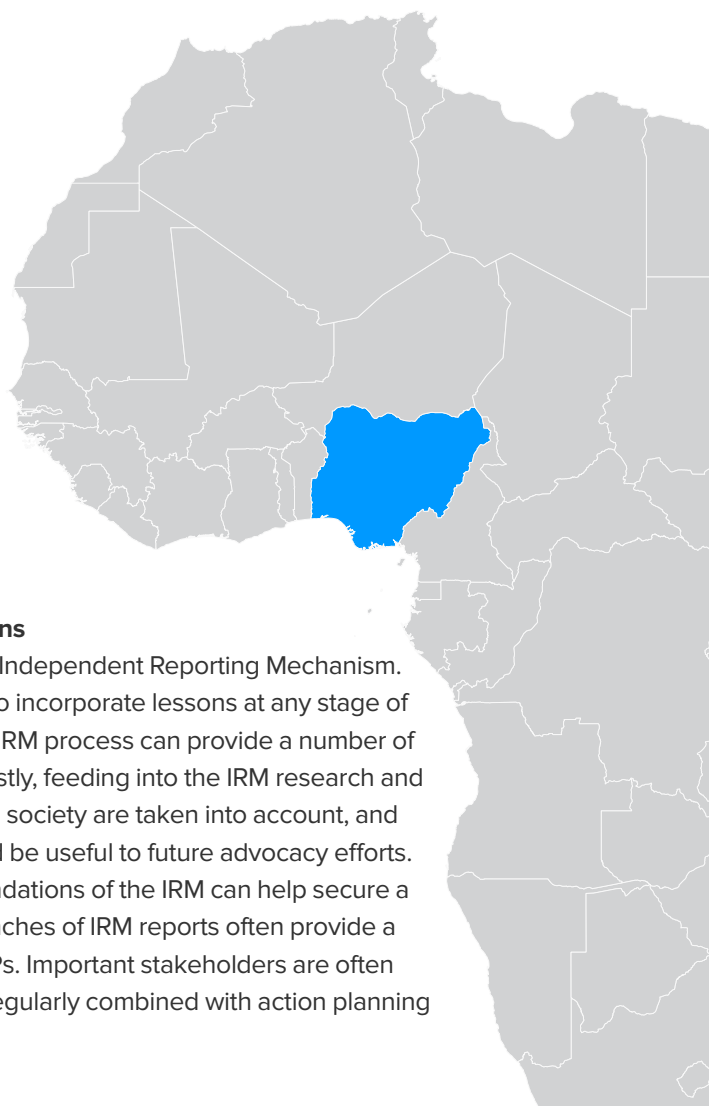 ns
Independent Reporting Mechanism.
o incorporate lessons at any stage of
IRM process can provide a number of
stly, feeding into the IRM research and
society are taken into account, and
l be useful to future advocacy efforts.
ndations of the IRM can help secure a
nches of IRM reports often provide a
Ps. Important stakeholders are often
egularly combined with action planning